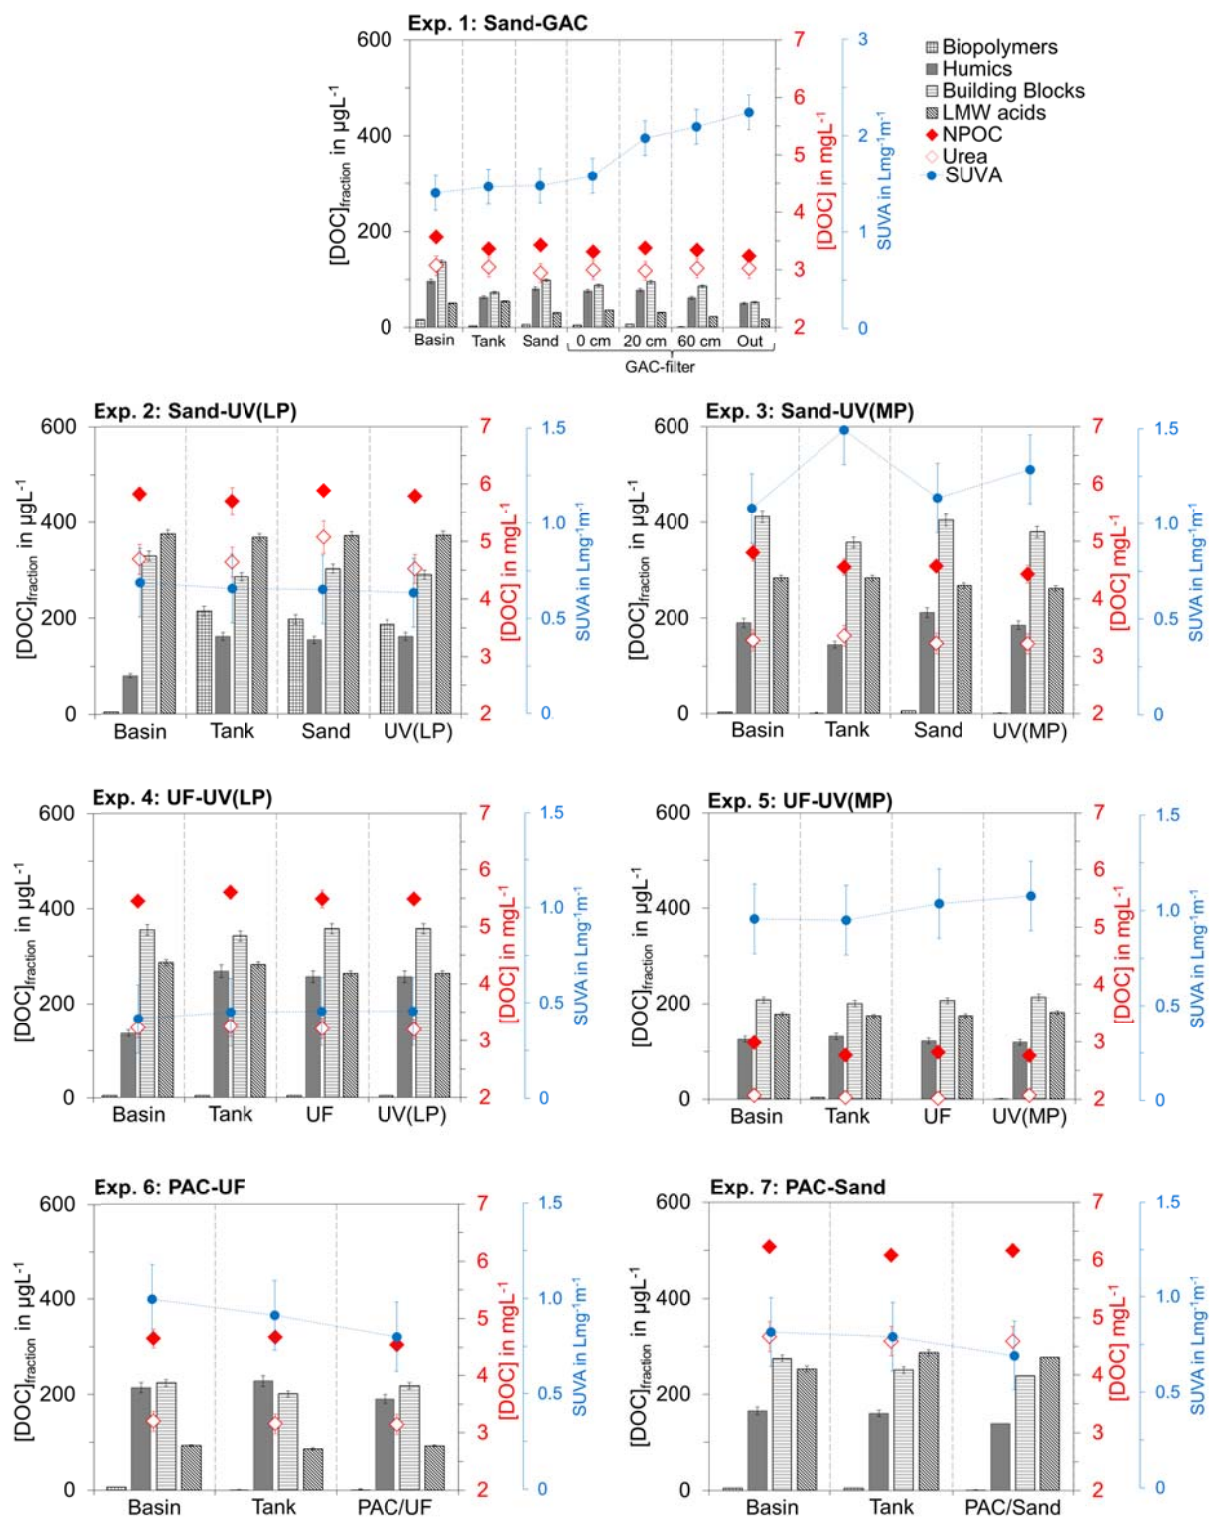 Exp. 1: Sand-GAC
[DOC]fraction in µgL-1
600
400
200
0
7
6
5
4
3
2
[DOC] in mgL-1
3
2
1
0
SUVA in Lmg-1m-1
Basin
Tank
Sand
0 cm
20 cm
60 cm
Out
GAC-filter
Biopolymers
Humics
Building Blocks
LMW acids
NPOC
Urea
SUVA
Exp. 2: Sand-UV(LP)
[DOC]fraction in µgL-1
600
400
200
0
7
6
5
4
3
2
[DOC] in mgL-1
1.5
1.0
0.5
0
SUVA in Lmg-1m-1
Basin
Tank
Sand
UV(LP)
Exp. 3: Sand-UV(MP)
[DOC]fraction in µgL-1
600
400
200
0
7
6
5
4
3
2
[DOC] mgL-1
1.5
1.0
0.5
0
SUVA in Lmg-1m-1
Basin
Tank
Sand
UV(MP)
Exp. 4: UF-UV(LP)
[DOC]fraction in µgL-1
600
400
200
0
7
6
5
4
3
2
[DOC] in mgL-1
1.5
1.0
0.5
0
SUVA in Lmg-1m-1
Basin
Tank
UF
UV(LP)
Exp. 5: UF-UV(MP)
[DOC]fraction in µgL-1
600
400
200
0
7
6
5
4
3
2
[DOC] in mgL-1
1.5
1.0
0.5
0
SUVA in Lmg-1m-1
Basin
Tank
UF
UV(MP)
Exp. 6: PAC-UF
[DOC]fraction in µgL-1
600
400
200
0
7
6
5
4
3
2
[DOC] in mgL-1
1.5
1.0
0.5
0
SUVA in Lmg-1m-1
Basin
Tank
PAC/UF
Exp. 7: PAC-Sand
[DOC]fraction in µgL-1
600
400
200
0
7
6
5
4
3
2
[DOC] in mgL-1
1.5
1.0
0.5
0
SUVA in Lmg-1m-1
Basin
Tank
PAC/Sand